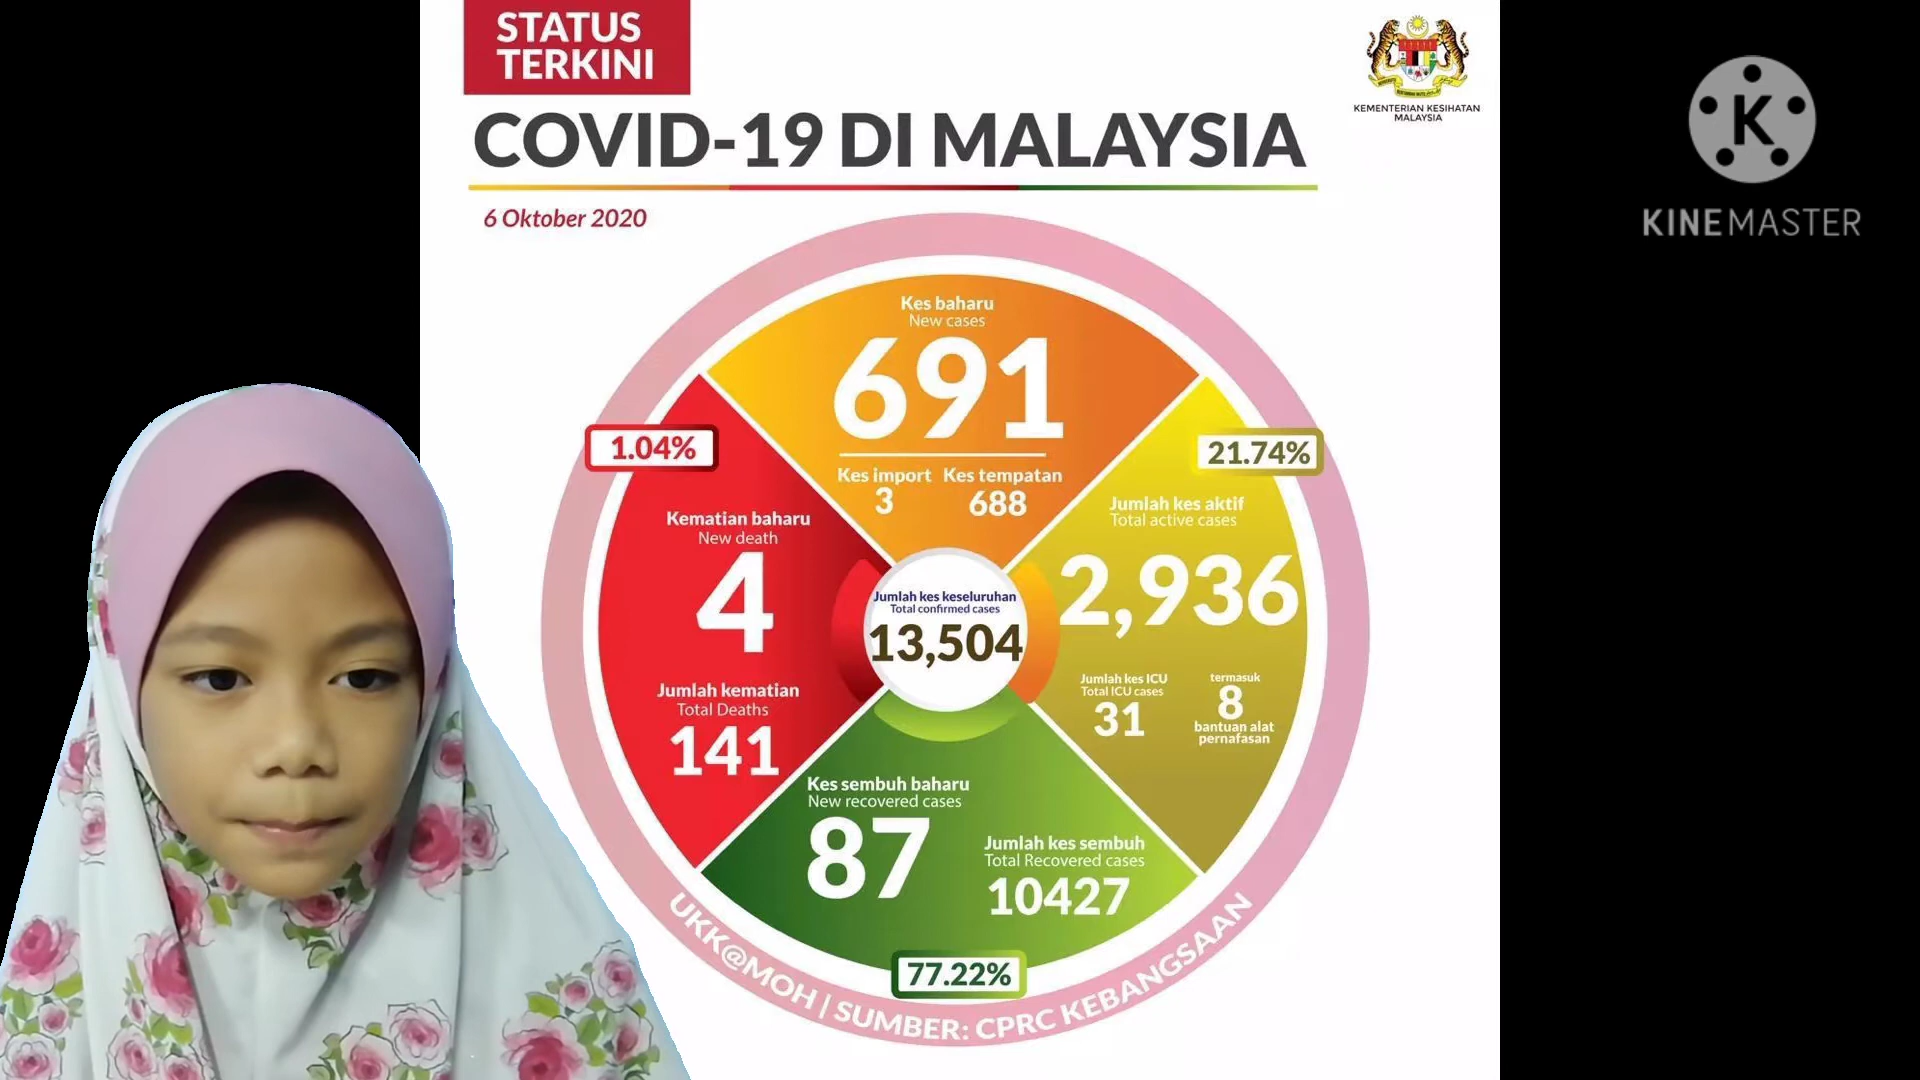 STATUS
TERKINI
COVID-19 DI MALAYSIA
6 Oktober 2020
KEMENTERIAN KESIHATAN
MALAYSIA
K
KINEMASTER
Kes baharu
New cases
691
Kes import Kes tempatan
3 688
1.04%
Kematian baharu
New death
4
Jumlah kematian
Total Deaths
141
21.74%
Jumlah kes aktif
Total active cases
2,936
Jumlah kes ICU
Total ICU cases
31
termasuk
8
bantuan alat
pernafasan
Jumlah kes keseluruhan
Total confirmed cases
13,504
Kes sembuh baharu
New recovered cases
87
Jumlah kes sembuh
Total Recovered cases
10427
77.22%
UKK@MOH | SUMBER: CPRC KEBANGSAAN